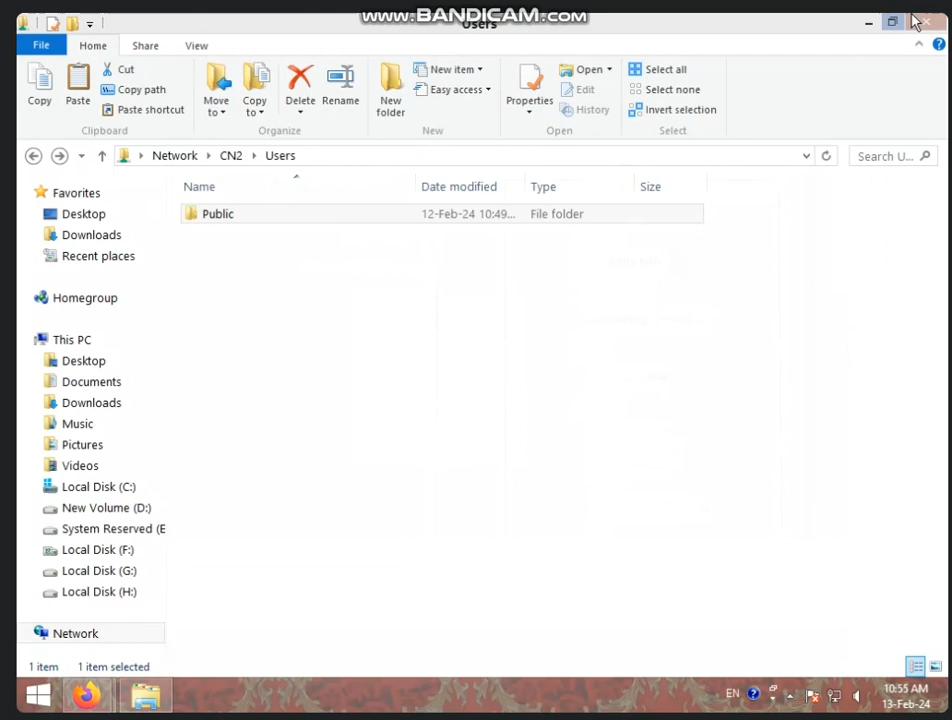 WWW.BANDICAM.COM
Users
File
Home
Share
View
Copy
Paste
Cut
Copy path
Paste shortcut
Clipboard
Move to
Copy to
Delete
Rename
Organize
New folder
New item
Easy access
New
Properties
Open
Edit
History
Open
Select all
Select none
Invert selection
Select
Network
CN2
Users
Search U...
Name
Date modified
Type
Size
Public
12-Feb-24 10:49...
File folder
Favorites
Desktop
Downloads
Recent places
Homegroup
This PC
Desktop
Documents
Downloads
Music
Pictures
Videos
Local Disk (C:)
New Volume (D:)
System Reserved (E
Local Disk (F:)
Local Disk (G:)
Local Disk (H:)
Network
1 item
1 item selected
EN
10:55 AM
13-Feb-24